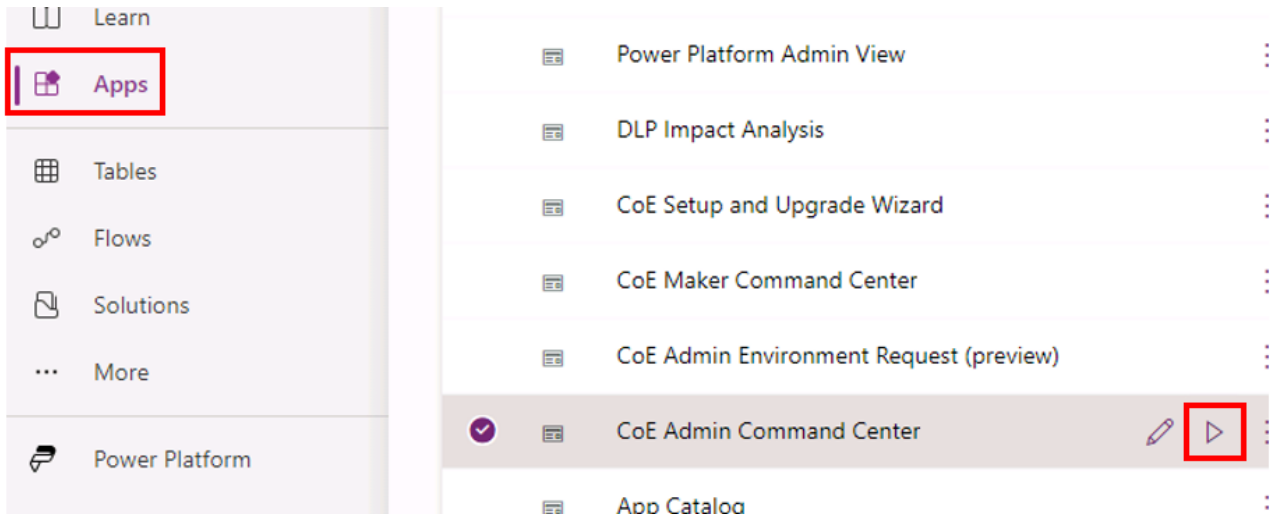 Learn
Apps
Tables
Flows
Solutions
More
Power Platform
Power Platform Admin View
DLP Impact Analysis
CoE Setup and Upgrade Wizard
CoE Maker Command Center
CoE Admin Environment Request (preview)
CoE Admin Command Center
App Catalog